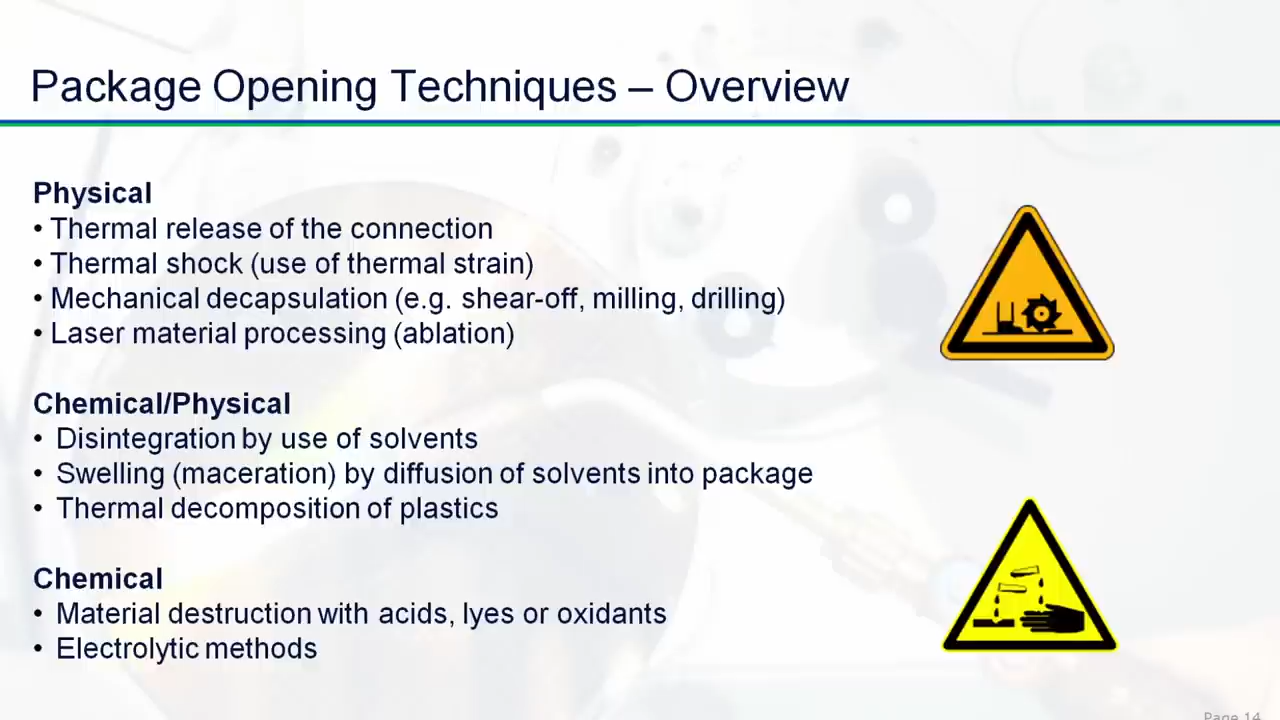 Package Opening Techniques – Overview
Physical
• Thermal release of the connection
• Thermal shock (use of thermal strain)
• Mechanical decapsulation (e.g. shear-off, milling, drilling)
• Laser material processing (ablation)
Chemical/Physical
• Disintegration by use of solvents
• Swelling (maceration) by diffusion of solvents into package
• Thermal decomposition of plastics
Chemical
• Material destruction with acids, lyes or oxidants
• Electrolytic methods
Page 14